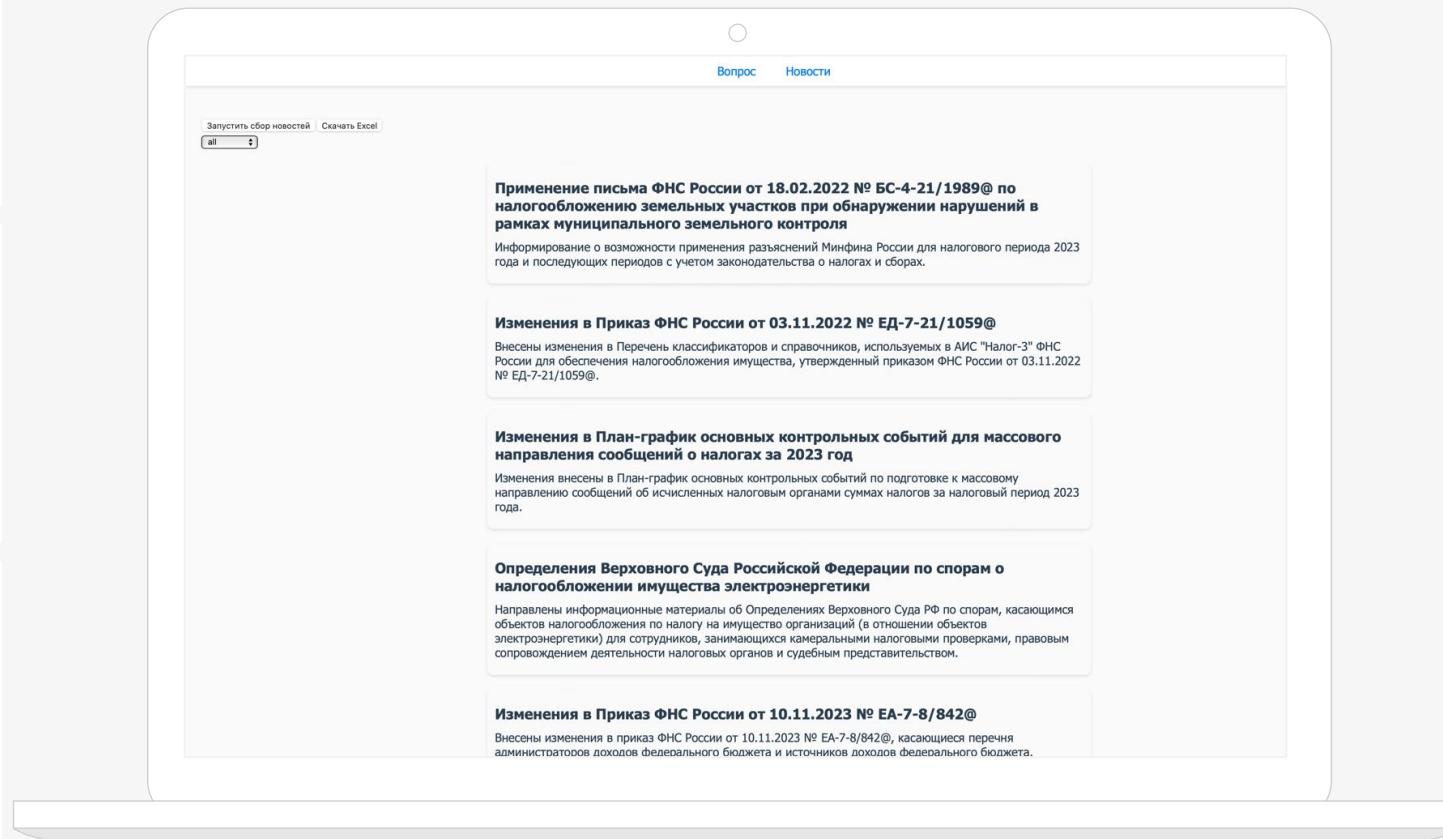 Вопрос Новости
Запустить сбор новостей Скачать Excel
all
Применение письма ФНС России от 18.02.2022 № БС-4-21/1989@ по
налогообложению земельных участков при обнаружении нарушений в
рамках муниципального земельного контроля
Информирование о возможности применения разъяснений Минфина России для налогового периода 2023
года и последующих периодов с учетом законодательства о налогах и сборах.
Изменения в Приказ ФНС России от 03.11.2022 № ЕД-7-21/1059@
Внесены изменения в Перечень классификаторов и справочников, используемых в АИС "Налог-3" ФНС
России для обеспечения налогообложения имущества, утвержденный приказом ФНС России от 03.11.2022
№ ЕД-7-21/1059@.
Изменения в План-график основных контрольных событий для массового
направления сообщений о налогах за 2023 год
Изменения внесены в План-график основных контрольных событий по подготовке к массовому
направлению сообщений об исчисленных налоговым органами суммах налогов за налоговый период 2023
года.
Определения Верховного Суда Российской Федерации по спорам о
налогообложении имущества электроэнергетики
Направлены информационные материалы об Определениях Верховного Суда РФ по спорам, касающимся
объектов налогообложения по налогу на имущество организаций (в отношении объектов
электроэнергетики) для сотрудников, занимающихся камеральными налоговыми проверками, правовым
сопровождением деятельности налоговых органов и судебным представительством.
Изменения в Приказ ФНС России от 10.11.2023 № ЕА-7-8/842@
Внесены изменения в приказ ФНС России от 10.11.2023 № ЕА-7-8/842@, касающиеся перечня
администраторов доходов федерального бюджета и источников доходов федерального бюджета.